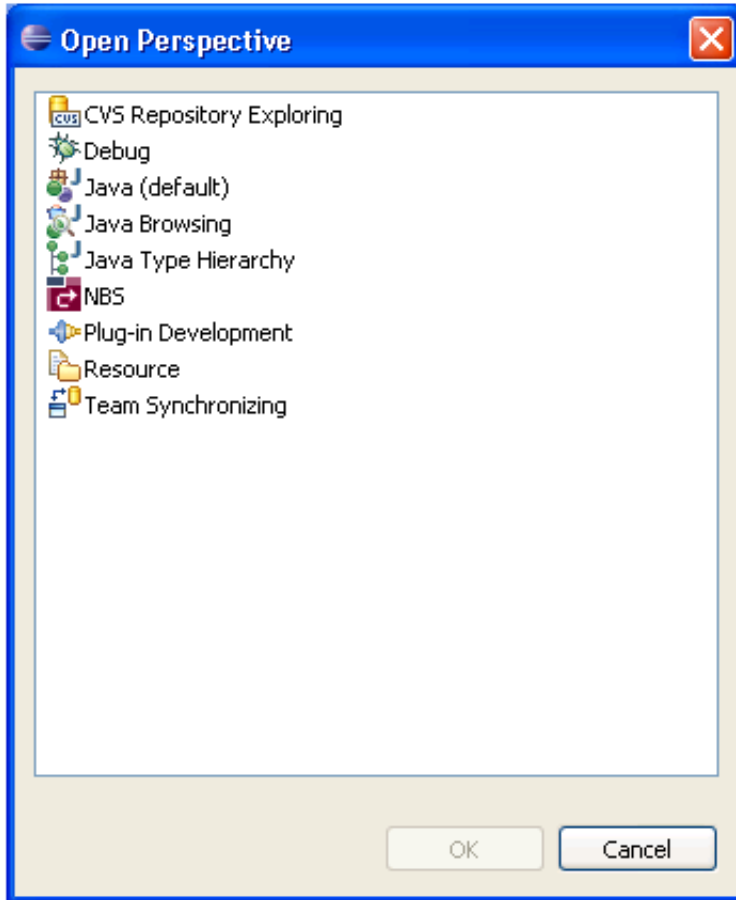 Open Perspective
CVS Repository Exploring
Debug
Java (default)
Java Browsing
Java Type Hierarchy
NBS
Plug-in Development
Resource
Team Synchronizing
OK
Cancel